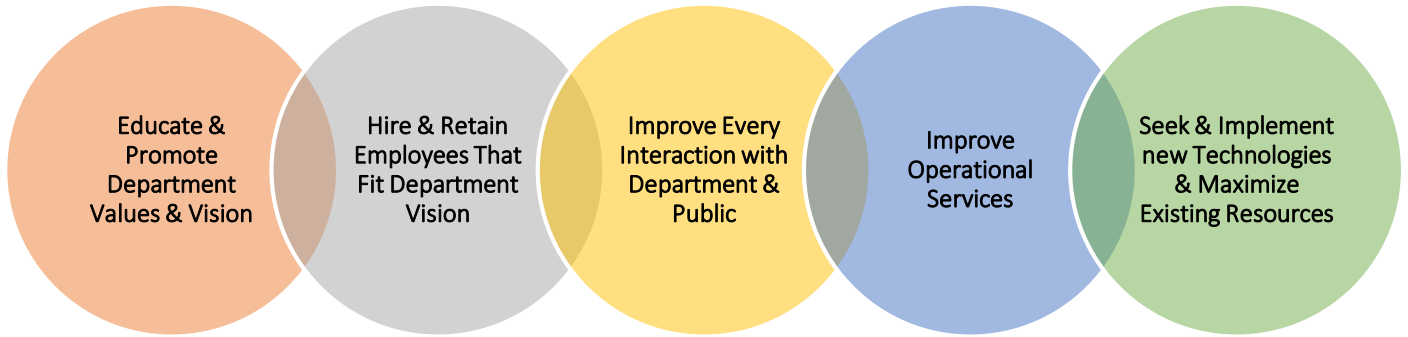 Educate &
Promote
Department
Values & Vision
Hire & Retain
Employees That
Fit Department
Vision
Improve Every
Interaction with
Department &
Public
Improve
Operational
Services
Seek & Implement
new Technologies
& Maximize
Existing Resources